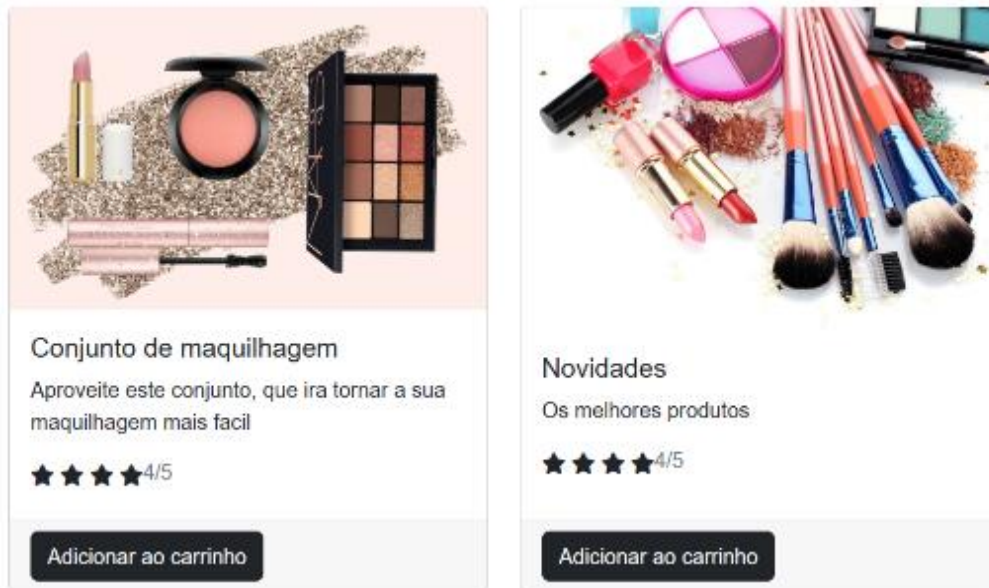 Conjunto de maquilhagem
Aproveite este conjunto, que ira tornar a sua
maquilhagem mais facil
4/5
Adicionar ao carrinho
Novidades
Os melhores produtos
4/5
Adicionar ao carrinho